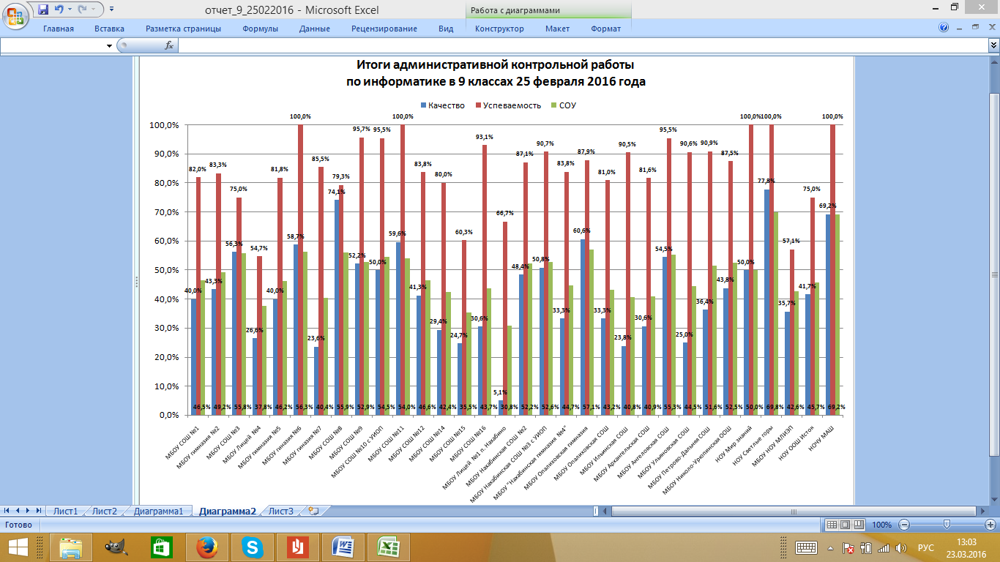 отчет_9_25022016 - Microsoft Excel
Работа с диаграммами
Главная Вставка Разметка страницы Формулы Данные Рецензирование Вид Конструктор Макет Формат
fx
Итоги административной контрольной работы
по информатике в 9 классах 25 февраля 2016 года
Качество Успеваемость СОУ
100,0% 100,0% 100,0% 100,0% 100,0%
100,0%
90,0%
80,0%
70,0%
60,0%
50,0%
40,0%
30,0%
20,0%
10,0%
0,0%
40,0% 82,0% 46,5%
43,3% 83,3% 49,2%
56,3% 75,0% 55,8%
26,6% 54,7% 37,8%
40,0% 81,8% 46,2%
58,7% 56,3%
23,6% 85,5% 40,4%
74,1% 79,3% 55,9%
52,2% 95,7% 52,9%
50,0% 95,5% 54,5%
59,6% 54,0%
41,3% 83,8% 46,6%
29,4% 80,0% 42,4%
24,7% 60,3% 35,5%
30,6% 93,1% 43,7%
5,1% 66,7% 30,8%
48,4% 87,1% 52,2%
50,8% 90,7% 52,6%
33,3% 83,8% 44,7%
60,6% 87,9% 57,1%
33,3% 81,0% 43,2%
23,8% 90,5% 40,8%
30,6% 81,6% 40,9%
54,5% 95,5% 55,3%
25,0% 90,6% 44,5%
36,4% 90,9% 51,6%
43,8% 87,5% 52,5%
50,0% 50,0%
77,8% 69,8%
35,7% 57,1% 42,6%
41,7% 75,0% 45,7%
69,2% 69,2%
МБОУ СОШ №1
МБОУ гимназия №2
МБОУ СОШ №3
МБОУ Лицей №4
МБОУ гимназия №5
МБОУ гимназия №6
МБОУ гимназия №7
МБОУ СОШ №8
МБОУ СОШ №9
МБОУ СОШ №10 с УИОП
МБОУ СОШ №11
МБОУ СОШ №12
МБОУ СОШ №14
МБОУ СОШ №15
МБОУ СОШ №16
МБОУ Лицей №1 п. Нахабино
МБОУ Нахабинская СОШ №2
МБОУ Нахабинская СОШ №3 с УИОП
МБОУ "Нахабинская гимназия №4"
МБОУ Опалиховская гимназия
МБОУ Опалиховская СОШ
МБОУ Ильинская СОШ
МБОУ Архангельская СОШ
МБОУ Ангеловская СОШ
МБОУ Ульяновская СОШ
МБОУ Петрово-Дальняя СОШ
МБОУ Николо-Урюпинская ООШ
НОУ Мир знаний
НОУ Светлые горы
МБОУ НОУ МПИЭП
НОУ ООШ Исток
НОЧУ МАШ
Лист1 Лист2 Диаграмма1 Диаграмма2 Лист3
Готово 100%
РУС
13:03
23.03.2016